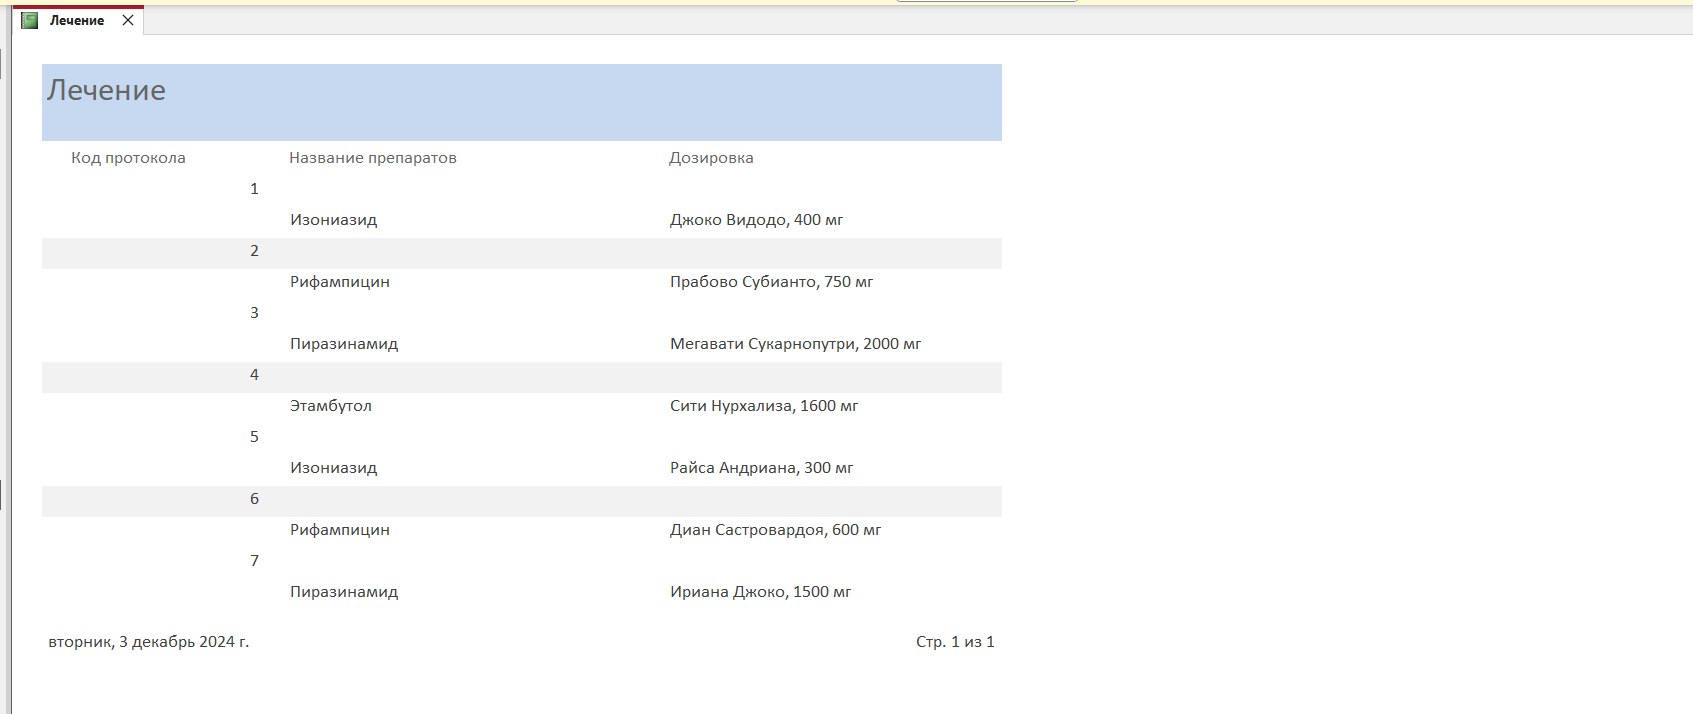 Лечение
Лечение
Код протокола Название препаратов Дозировка
1
Изониазид Джоко Видодо, 400 мг
2
Рифампицин Прабово Субианто, 750 мг
3
Пиразинамид Мегавати Сукарнопутри, 2000 мг
4
Этамбутол Сити Нурхализа, 1600 мг
5
Изониазид Райса Андриана, 300 мг
6
Рифампицин Диан Састровардоя, 600 мг
7
Пиразинамид Ириана Джоко, 1500 мг
вторник, 3 декабрь 2024 г. Стр. 1 из 1